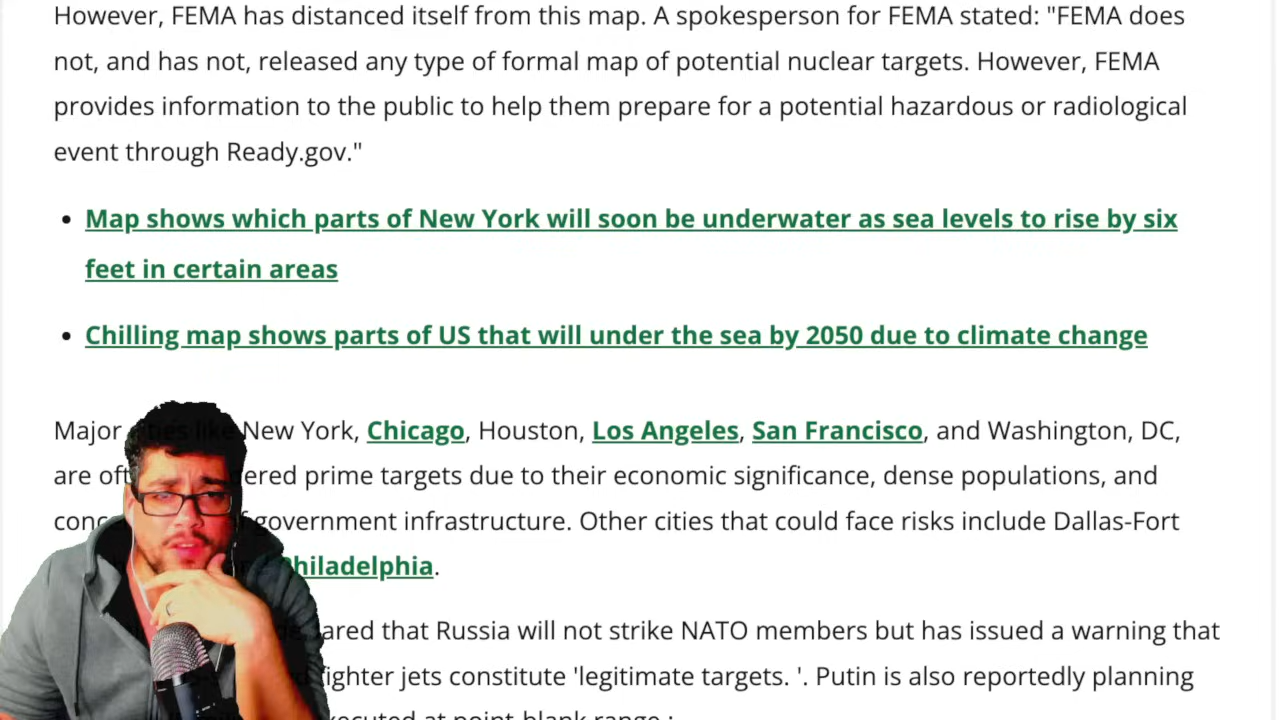 However, FEMA has distanced itself from this map. A spokesperson for FEMA stated: "FEMA does
not, and has not, released any type of formal map of potential nuclear targets. However, FEMA
provides information to the public to help them prepare for a potential hazardous or radiological
event through Ready.gov."
Map shows which parts of New York will soon be underwater as sea levels to rise by six
feet in certain areas
Chilling map shows parts of US that will under the sea by 2050 due to climate change
Major cities like New York, Chicago, Houston, Los Angeles, San Francisco, and Washington, DC,
are prime targets due to their economic significance, dense populations, and
government infrastructure. Other cities that could face risks include Dallas-Fort
Philadelphia.
that Russia will not strike NATO members but has issued a warning that
fighter jets constitute 'legitimate targets. '. Putin is also reportedly planning
executed at point-blank range :